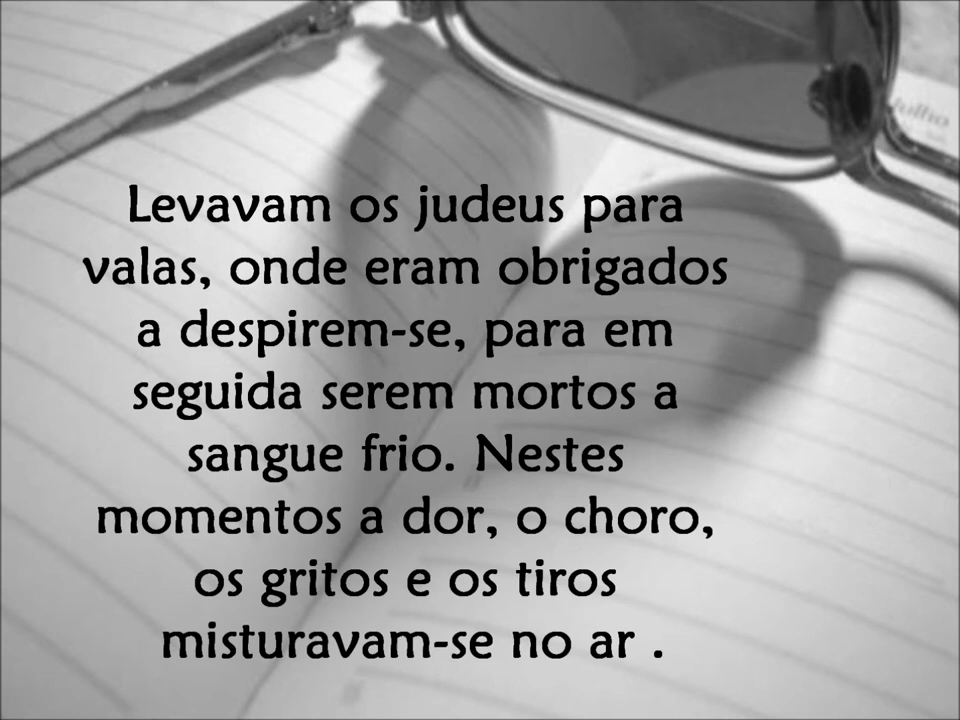 Julho
Levavam os judeus para
valas, onde eram obrigados
a despirem-se, para em
seguida serem mortos a
sangue frio. Nestes
momentos a dor, o choro,
os gritos e os tiros
misturavam-se no ar .